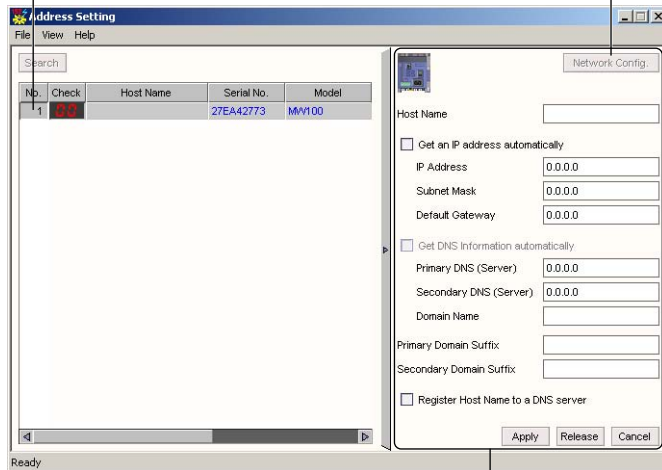 Address Setting
File View Help
Search
No. Check Host Name Serial No. Model
1 00 27EA42773 MW100
Network Config.
Host Name
Get an IP address automatically
IP Address 0.0.0.0
Subnet Mask 0.0.0.0
Default Gateway 0.0.0.0
Get DNS Information automatically
Primary DNS (Server) 0.0.0.0
Secondary DNS (Server) 0.0.0.0
Domain Name
Primary Domain Suffix
Secondary Domain Suffix
Register Host Name to a DNS server
Apply Release Cancel
Ready